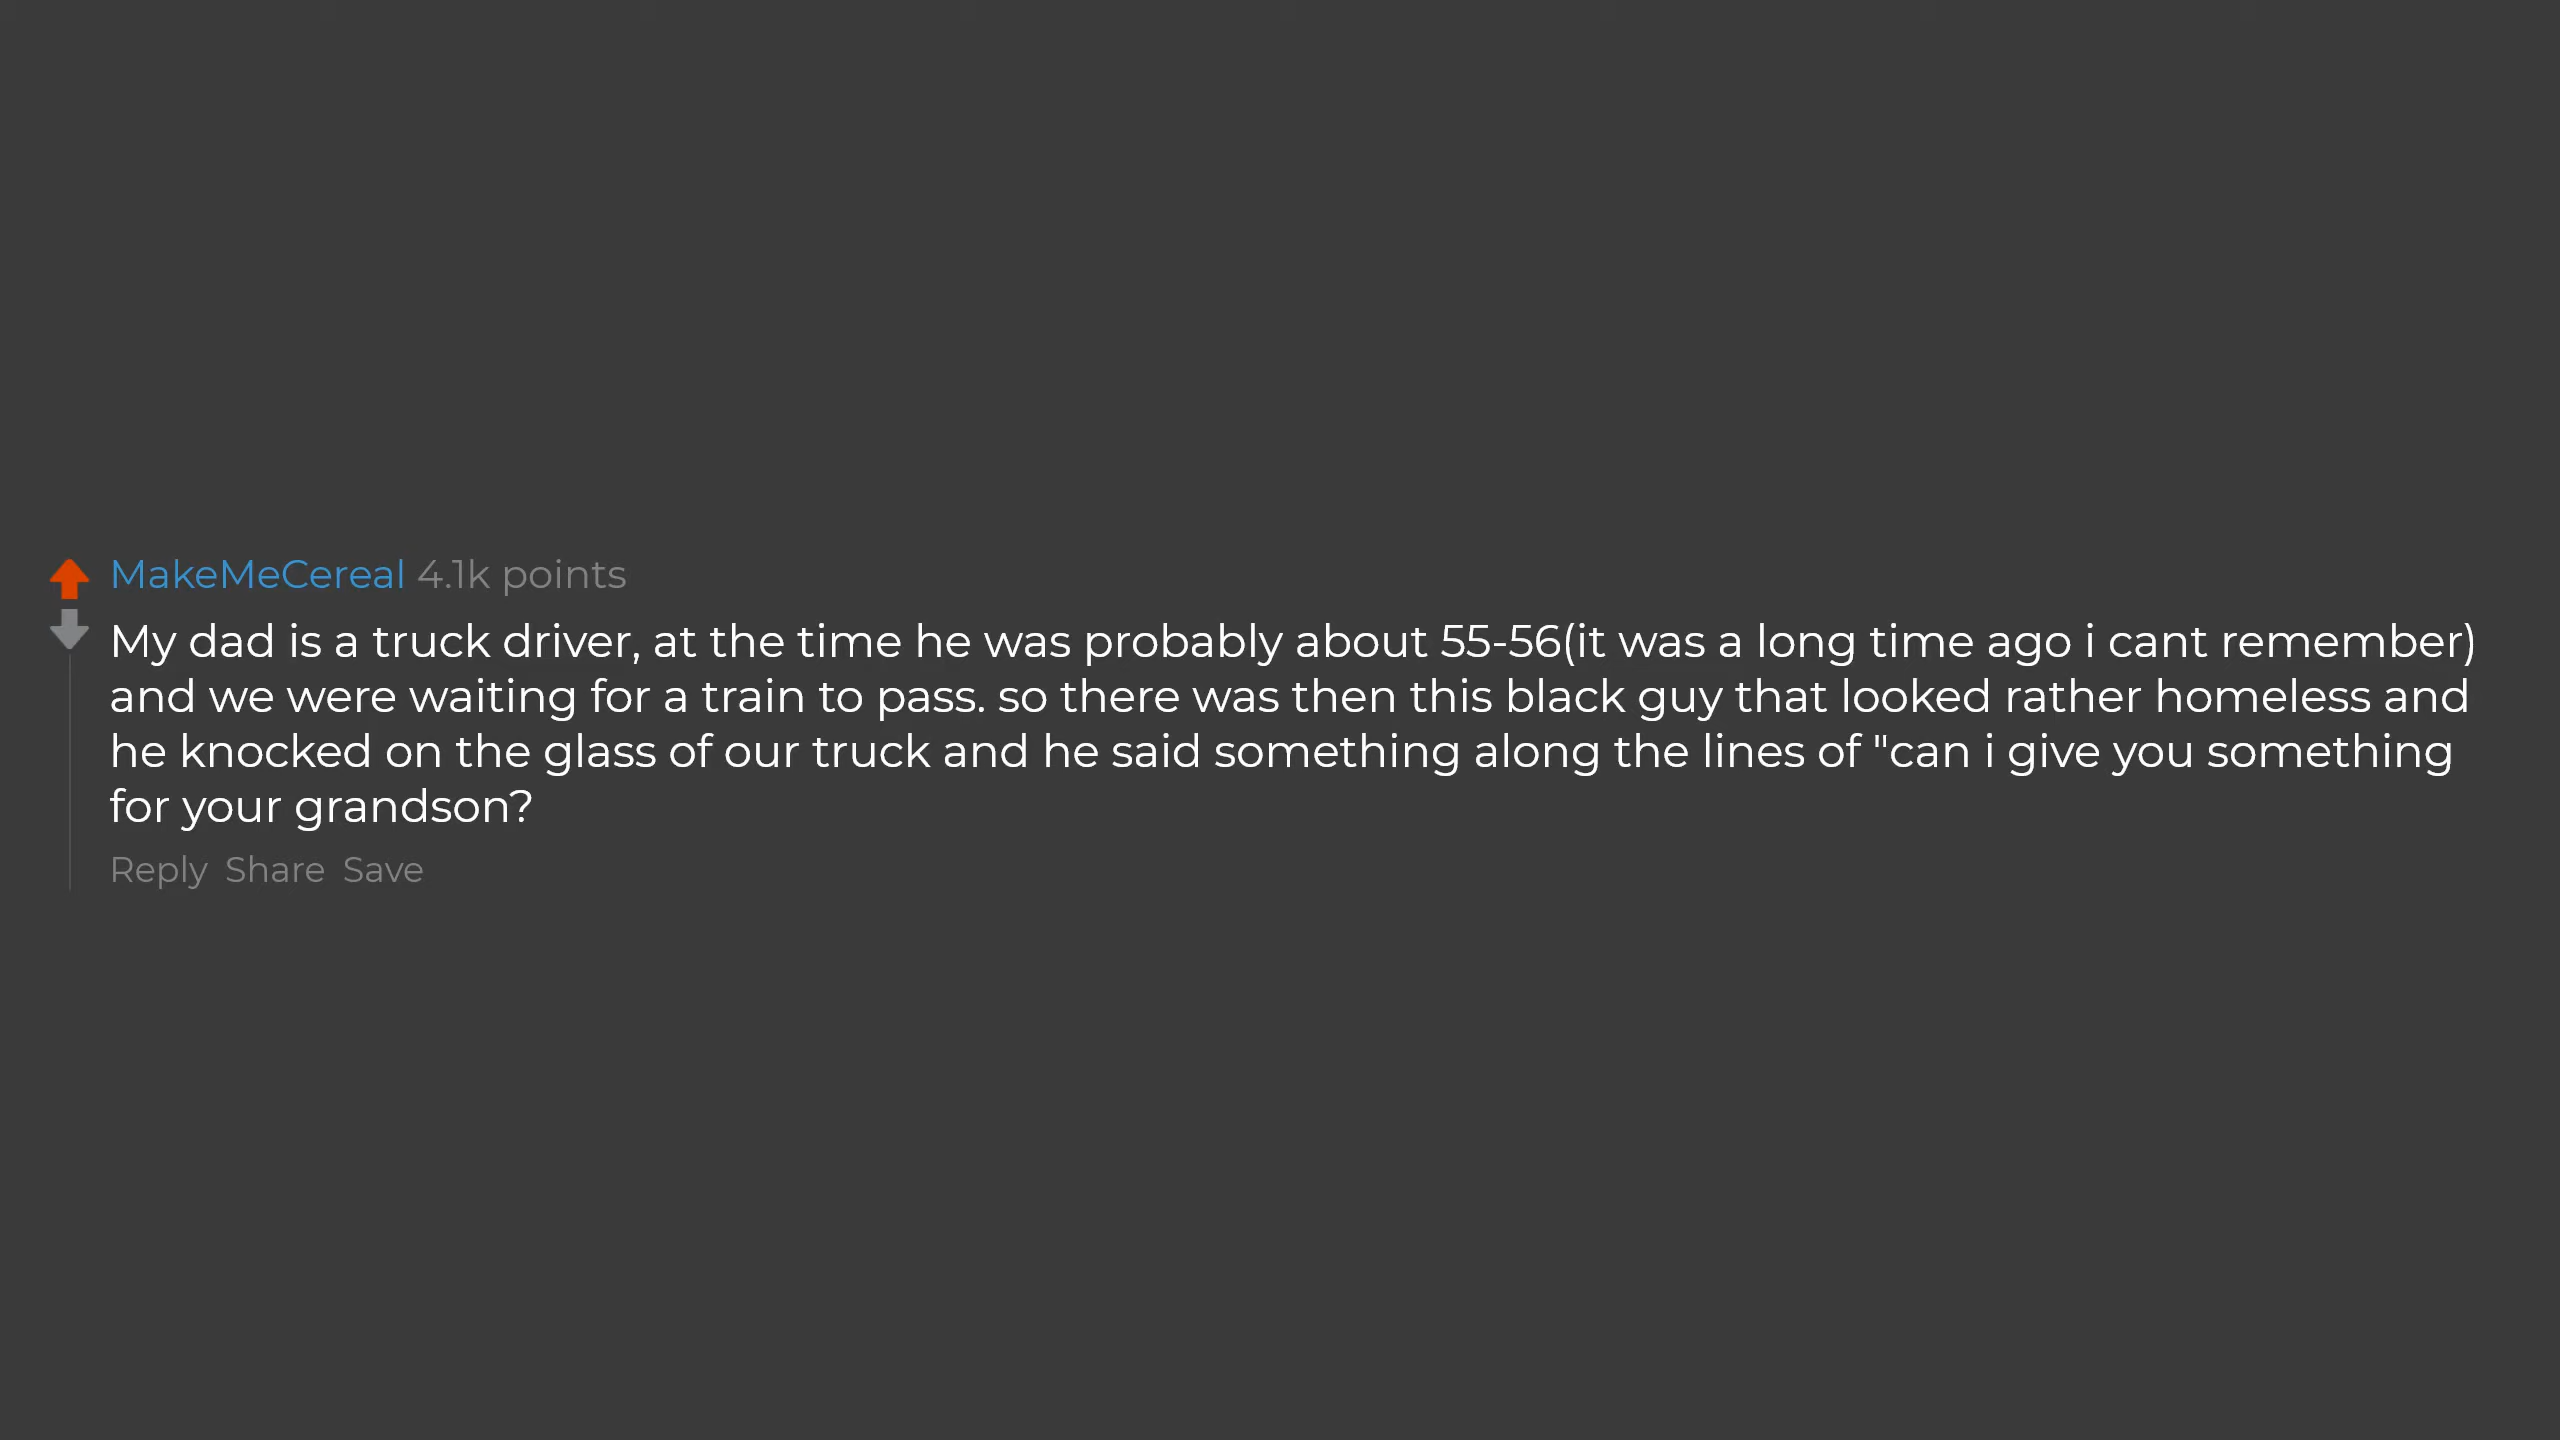 MakeMeCereal 4.1k points
My dad is a truck driver, at the time he was probably about 55-56(it was a long time ago i cant remember)
and we were waiting for a train to pass. so there was then this black guy that looked rather homeless and
he knocked on the glass of our truck and he said something along the lines of "can i give you something
for your grandson?
Reply Share Save